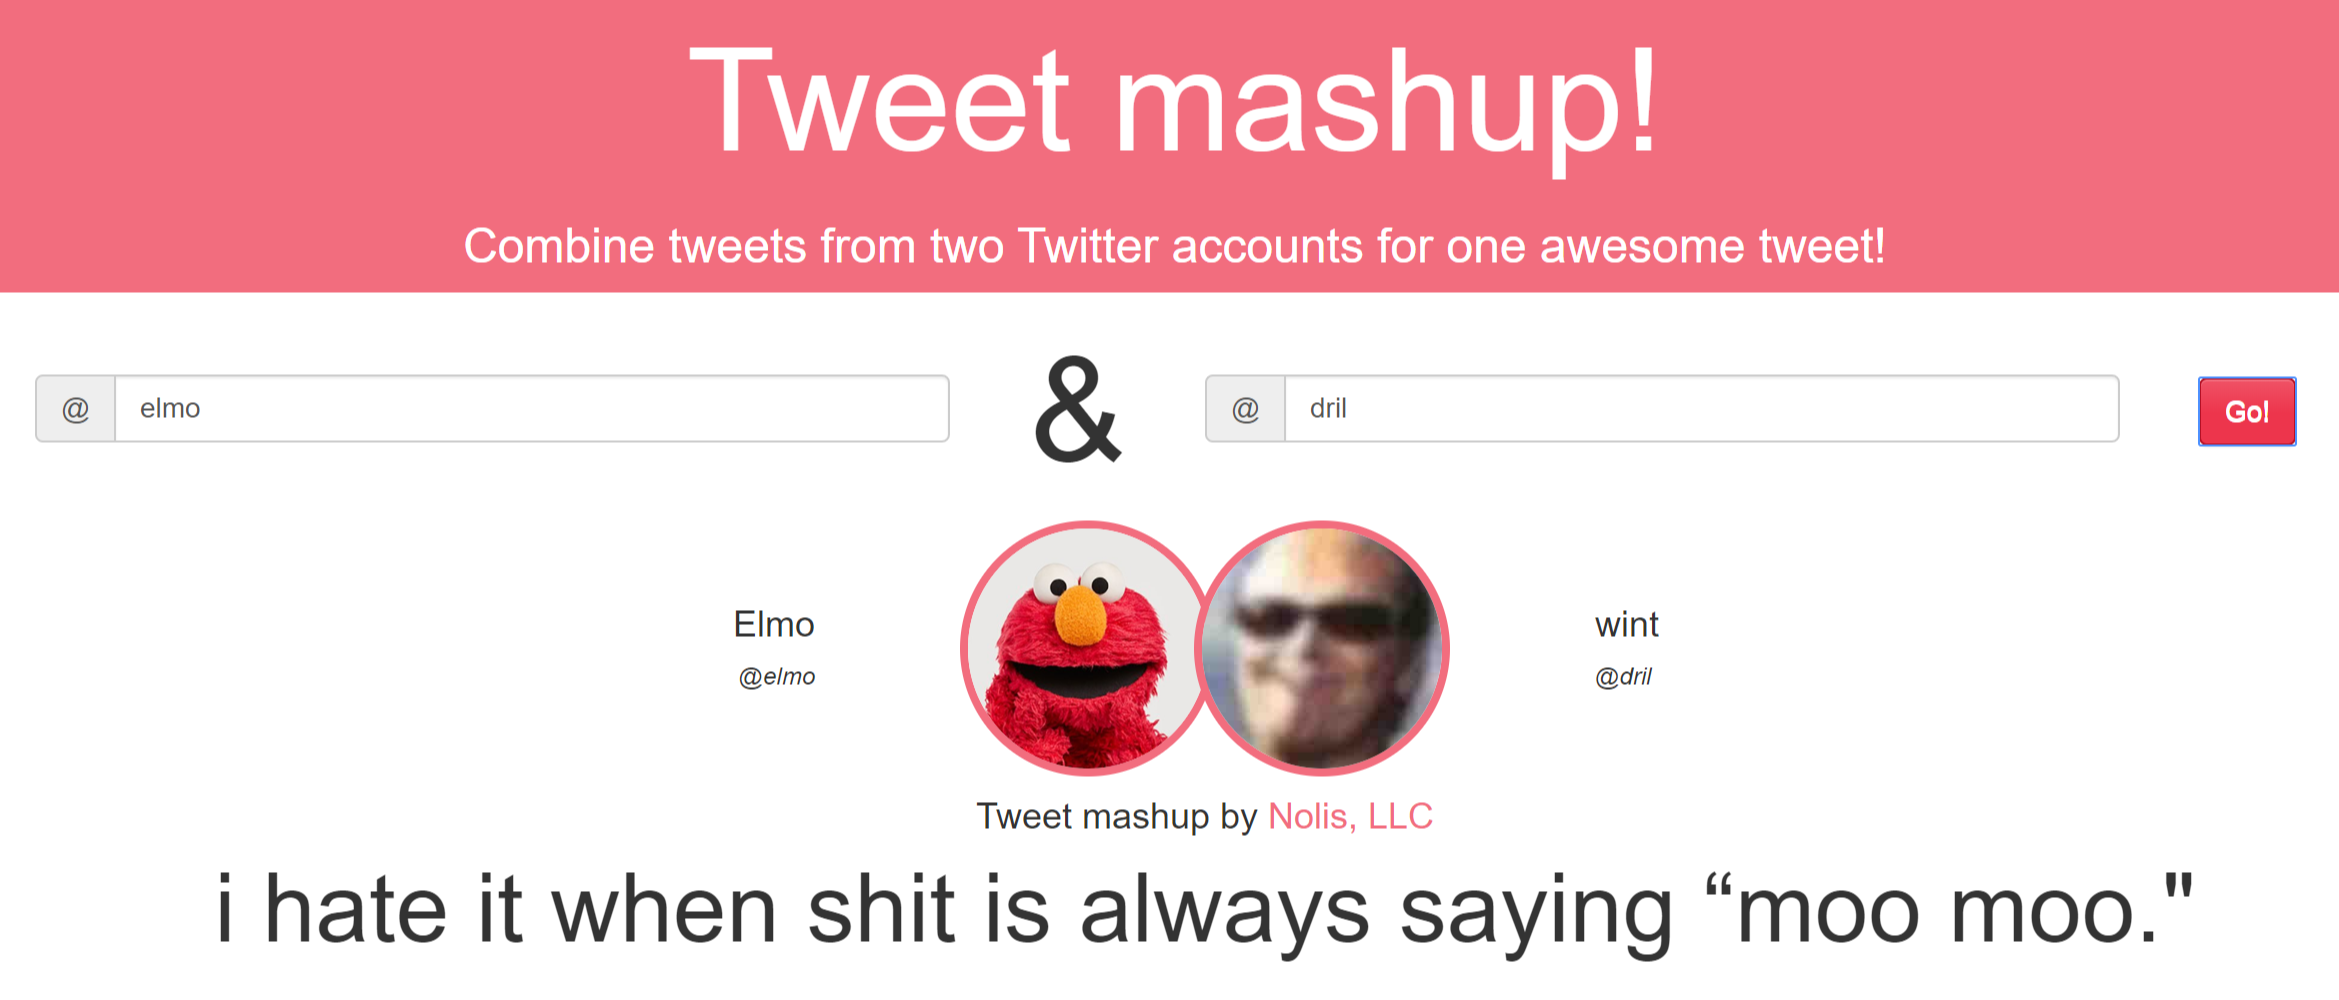 Tweet mashup!
Combine tweets from two Twitter accounts for one awesome tweet!
@ elmo & @ dril Go!
Elmo wint
@elmo @dril
Tweet mashup by Nolis, LLC
i hate it when shit is always saying “moo moo."